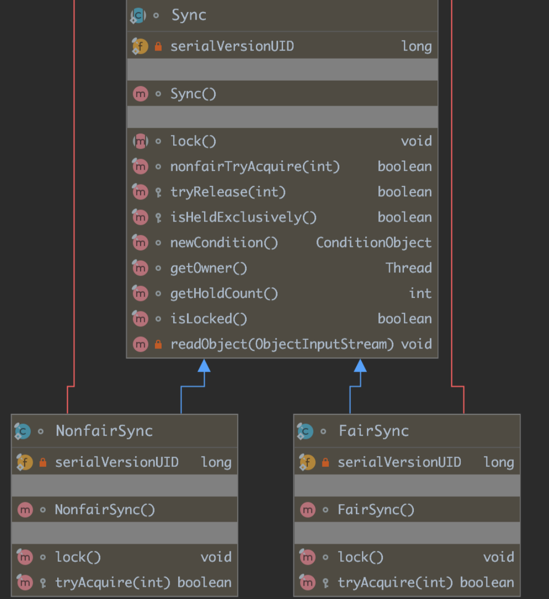 Sync
serialVersionUID long
Sync()
lock() void
nonfairTryAcquire(int) boolean
tryRelease(int) boolean
isHeldExclusively() boolean
newCondition() ConditionObject
getOwner() Thread
getHoldCount() int
isLocked() boolean
readObject(ObjectInputStream) void
NonfairSync
serialVersionUID long
NonfairSync()
lock() void
tryAcquire(int) boolean
FairSync
serialVersionUID long
FairSync()
lock() void
tryAcquire(int) boolean